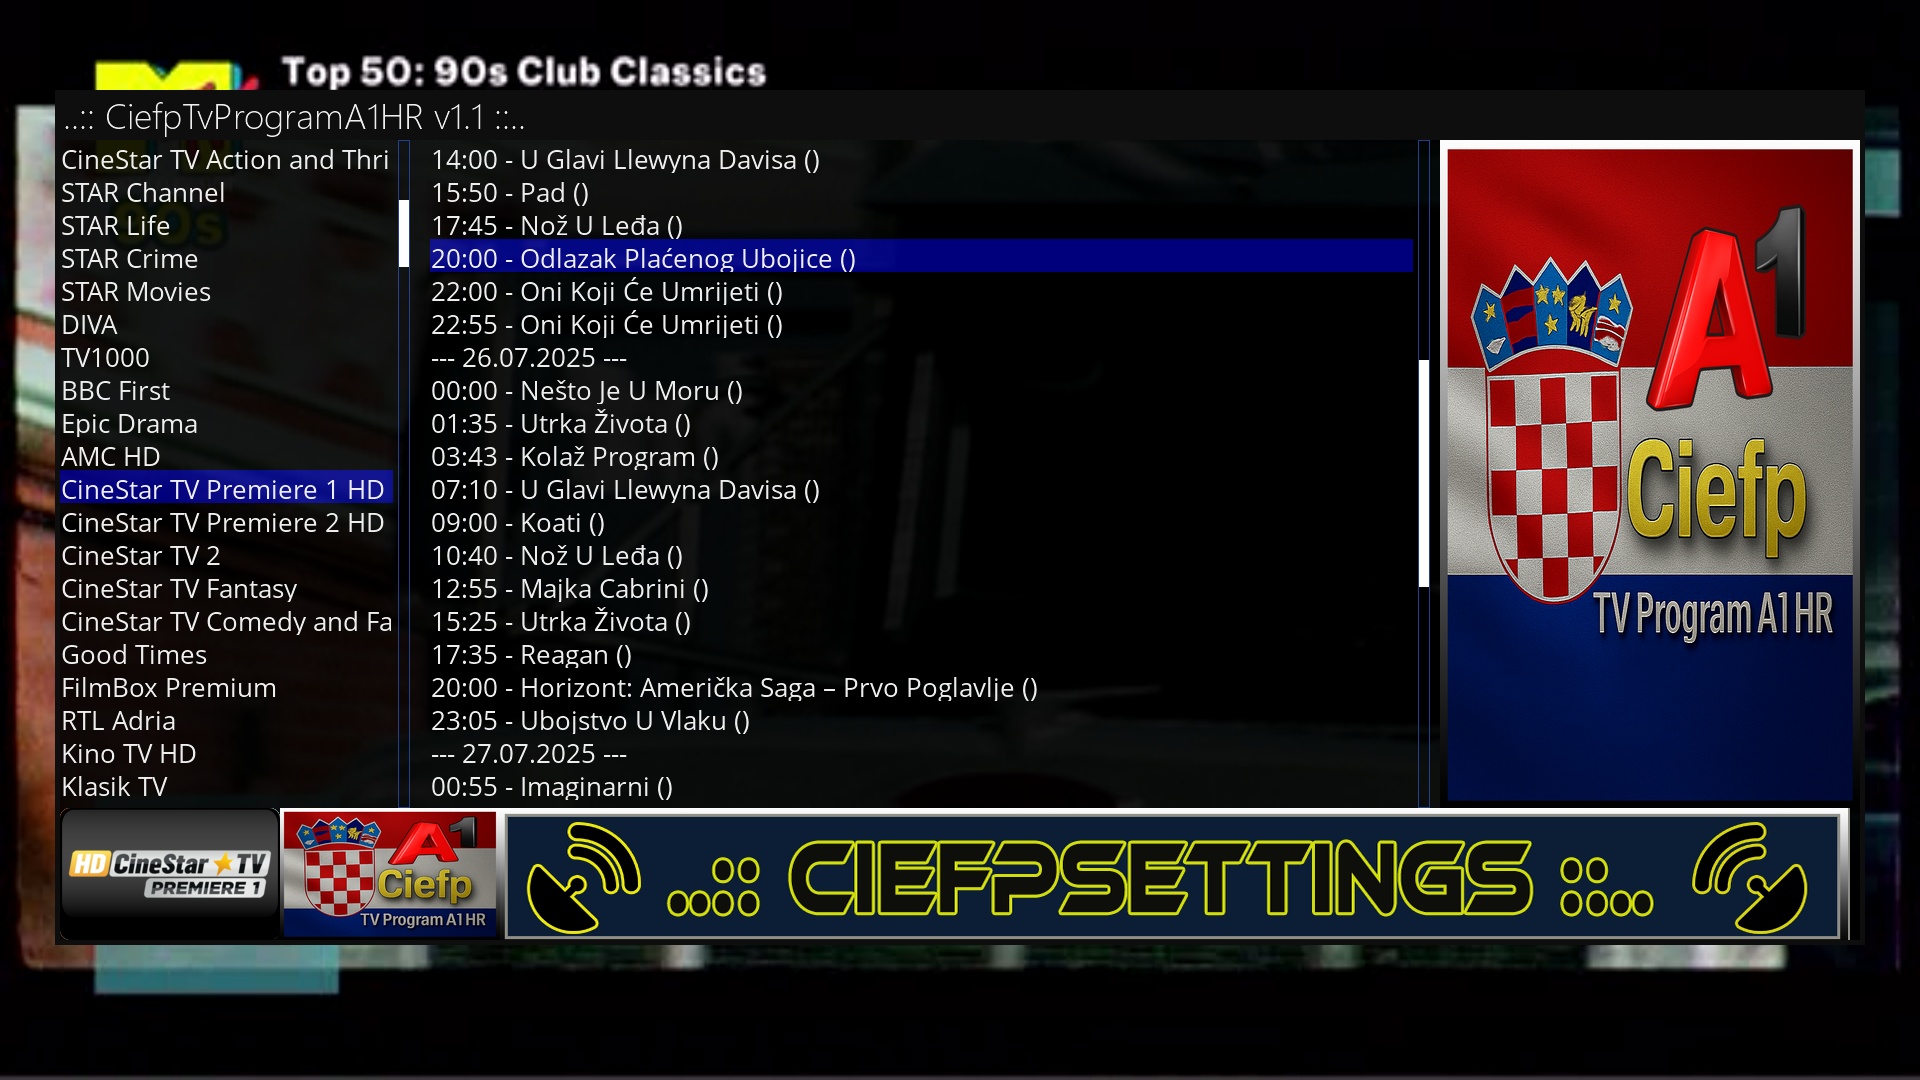 Top 50: 90s Club Classics
..:: CiefpTvProgramA1HR v1.1 ::..
CineStar TV Action and Thri
STAR Channel
STAR Life
STAR Crime
STAR Movies
DIVA
TV1000
BBC First
Epic Drama
AMC HD
CineStar TV Premiere 1 HD
CineStar TV Premiere 2 HD
CineStar TV 2
CineStar TV Fantasy
CineStar TV Comedy and Fa
Good Times
FilmBox Premium
RTL Adria
Kino TV HD
Klasik TV
14:00 - U Glavi Llewyna Davisa ()
15:50 - Pad ()
17:45 - Nož U Leđa ()
20:00 - Odlazak Plaćenog Ubojice ()
22:00 - Oni Koji Će Umrijeti ()
22:55 - Oni Koji Će Umrijeti ()
--- 26.07.2025 ---
00:00 - Nešto Je U Moru ()
01:35 - Utrka Života ()
03:43 - Kolaž Program ()
07:10 - U Glavi Llewyna Davisa ()
09:00 - Koati ()
10:40 - Nož U Leđa ()
12:55 - Majka Cabrini ()
15:25 - Utrka Života ()
17:35 - Reagan ()
20:00 - Horizont: Američka Saga – Prvo Poglavlje ()
23:05 - Ubojstvo U Vlaku ()
--- 27.07.2025 ---
00:55 - Imaginarni ()
A1
Ciefp
TV Program A1 HR
HD CineStar TV
PREMIERE 1
A1
Ciefp
TV Program A1 HR
..:: CIEFPSETTINGS ::..
90s